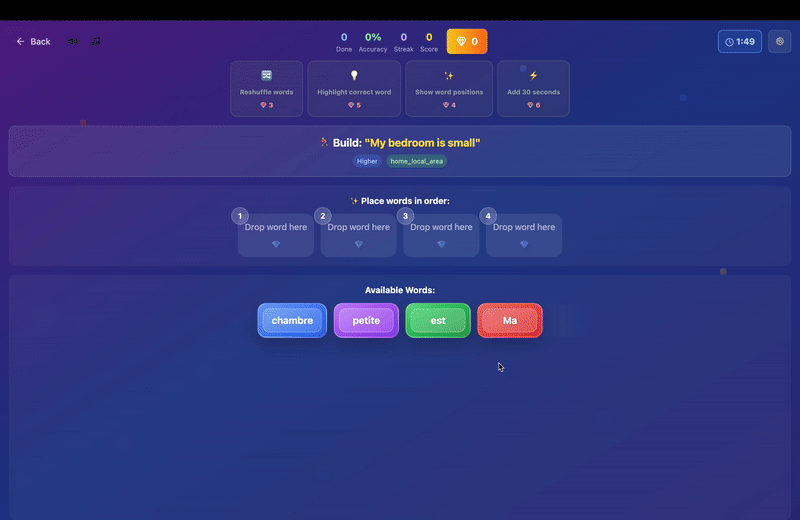 Back
0 0% 0 0 0
Done Accuracy Streak Score
1:49
Reshuffle words Highlight correct word Show word positions Add 30 seconds
3 5 4 6
Build: "My bedroom is small"
Higher home_local_area
Place words in order:
1 2 3 4
Drop word here Drop word here Drop word here Drop word here
Available Words:
chambre petite est Ma